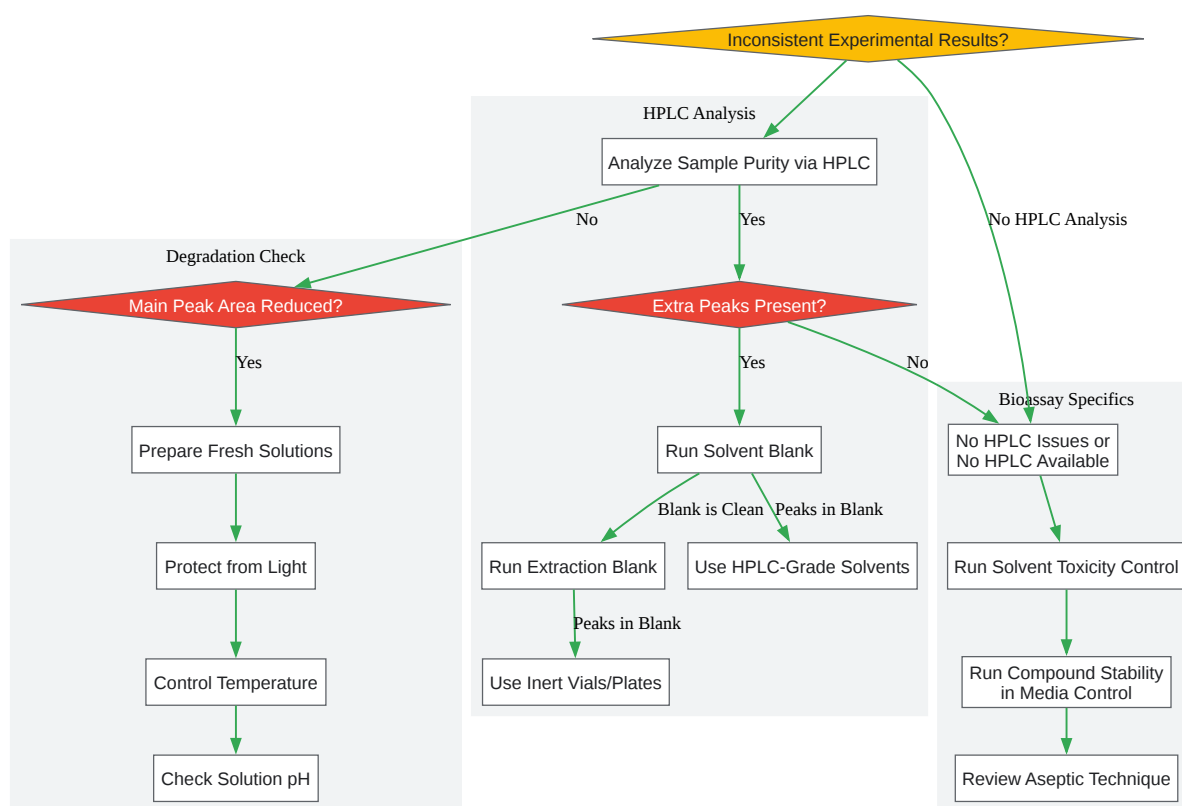 Inconsistent Experimental Results?
HPLC Analysis
Analyze Sample Purity via HPLC
No
Yes
No HPLC Analysis
Degradation Check
Main Peak Area Reduced?
Extra Peaks Present?
Yes
Yes
No
Bioassay Specifics
Prepare Fresh Solutions
Run Solvent Blank
No HPLC Issues or
No HPLC Available
Blank is Clean
Peaks in Blank
Protect from Light
Run Extraction Blank
Use HPLC-Grade Solvents
Run Solvent Toxicity Control
Peaks in Blank
Control Temperature
Use Inert Vials/Plates
Run Compound Stability
in Media Control
Check Solution pH
Review Aseptic Technique